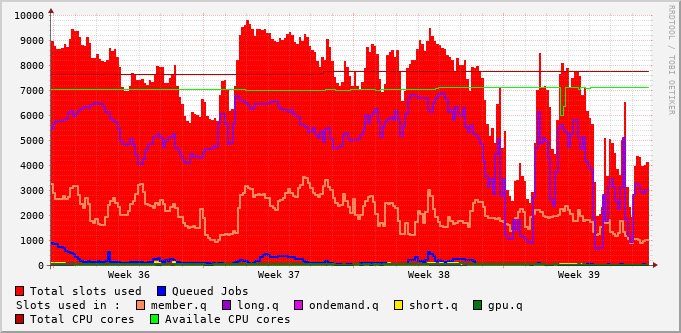 RRDTOOL / TOBI OETIKER
10000
9000
8000
7000
6000
5000
4000
3000
2000
1000
0
Week 36 Week 37 Week 38 Week 39
Total slots used Queued Jobs
Slots used in : member.q long.q ondemand.q short.q gpu.q
Total CPU cores Availale CPU cores